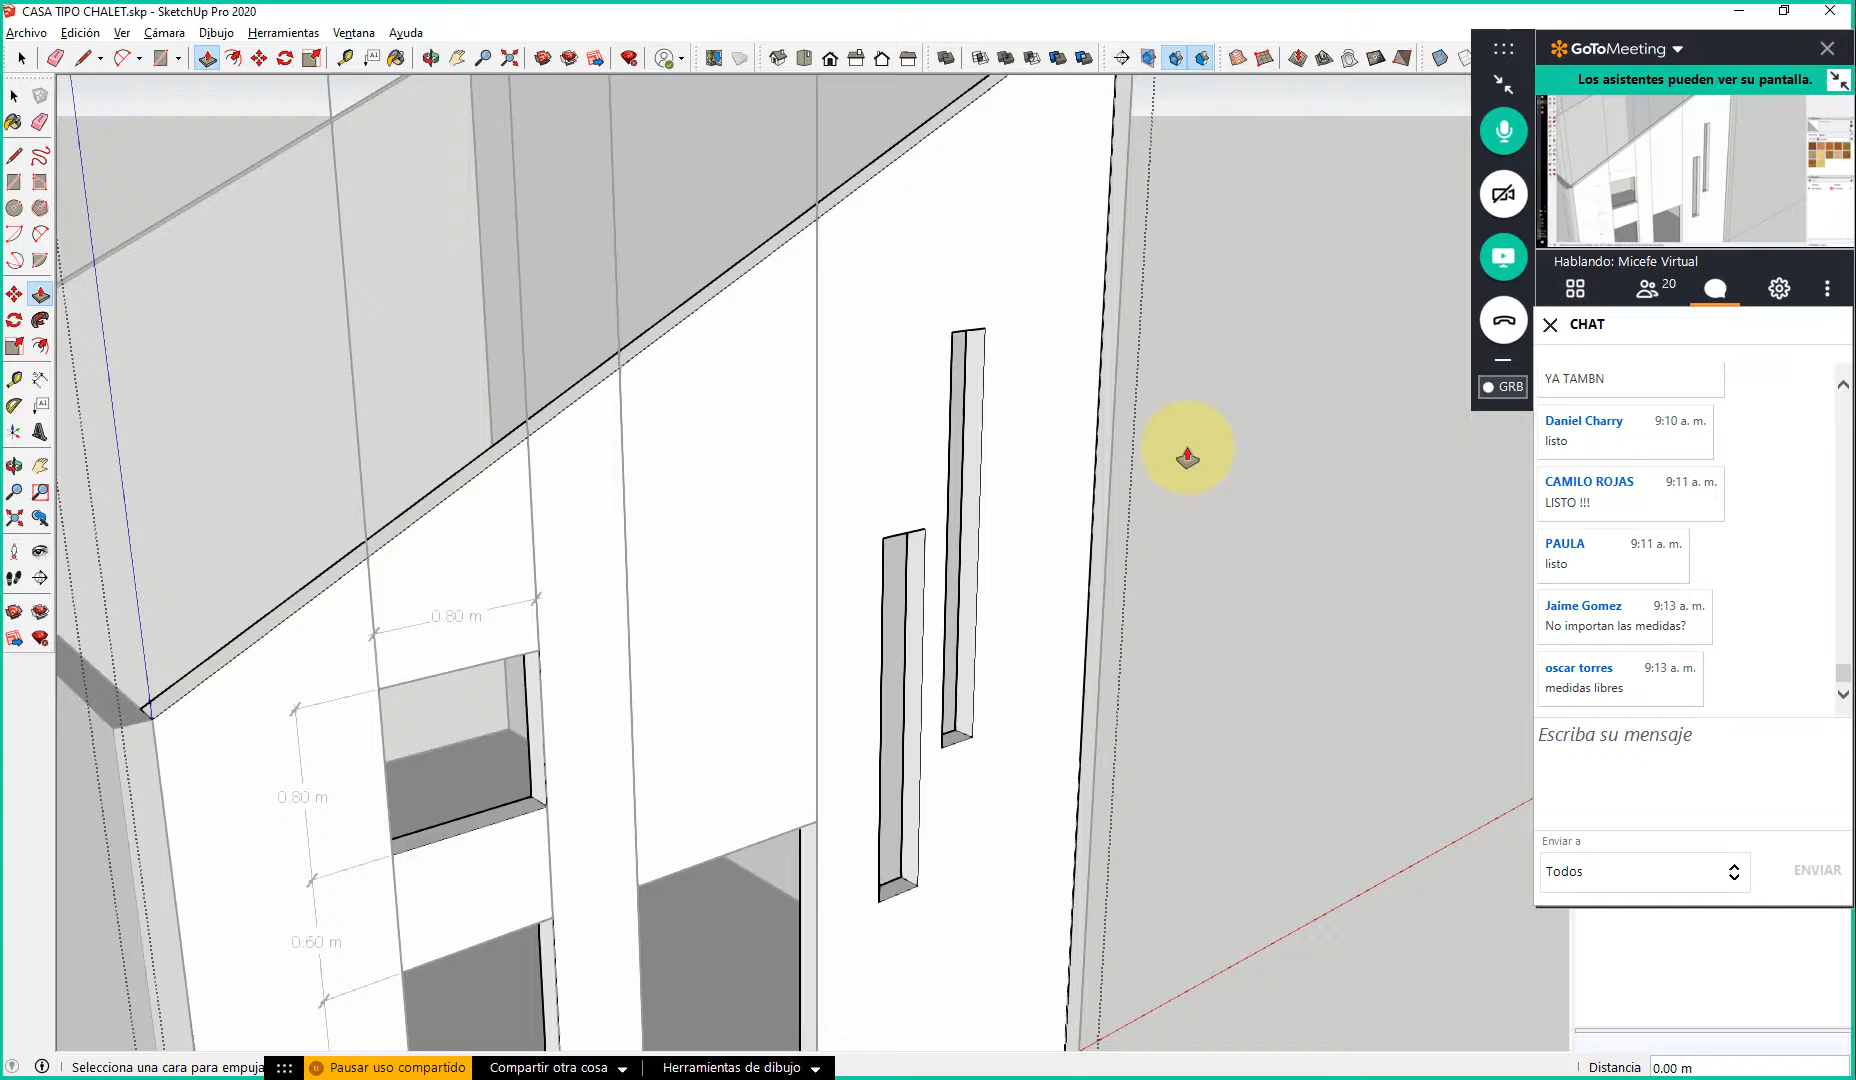 CASA TIPO CHALET.skp - SketchUp Pro 2020
Archivo Edición Ver Cámara Dibujo Herramientas Ventana Ayuda
GoToMeeting
Los asistentes pueden ver su pantalla.
Hablando: Micefe Virtual
20
CHAT
YA TAMBN
GRB
Daniel Charry 9:10 a. m.
listo
CAMILO ROJAS 9:11 a. m.
LISTO !!!
PAULA 9:11 a. m.
listo
Jaime Gomez 9:13 a. m.
No importan las medidas?
oscar torres 9:13 a. m.
medidas libres
Escriba su mensaje
Enviar a
Todos
ENVIAR
0.80 m
0.80 m
0.60 m
Selecciona una cara para empuja
Pausar uso compartido
Compartir otra cosa
Herramientas de dibujo
Distancia 0.00 m